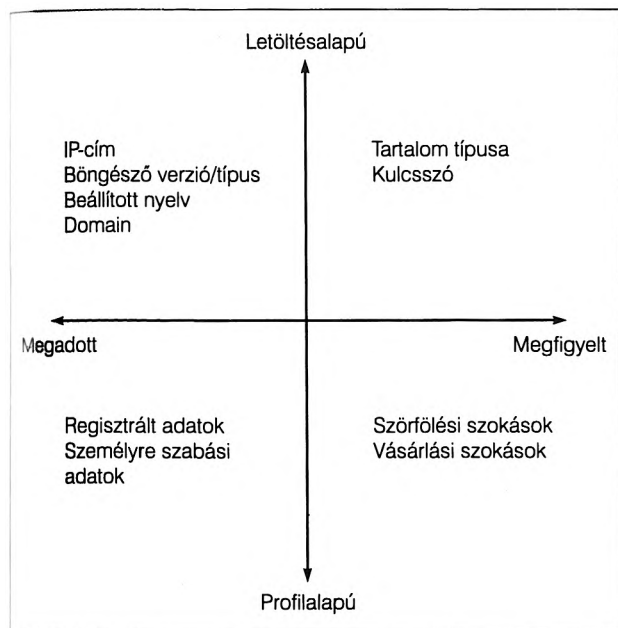 Letöltésalapú
IP-cím
Böngésző verzió/típus
Beállított nyelv
Domain
Tartalom típusa
Kulcsszó
Megadott
Megfigyelt
Regisztrált adatok
Személyre szabási
adatok
Szörfölési szokások
Vásárlási szokások
Profilalapú